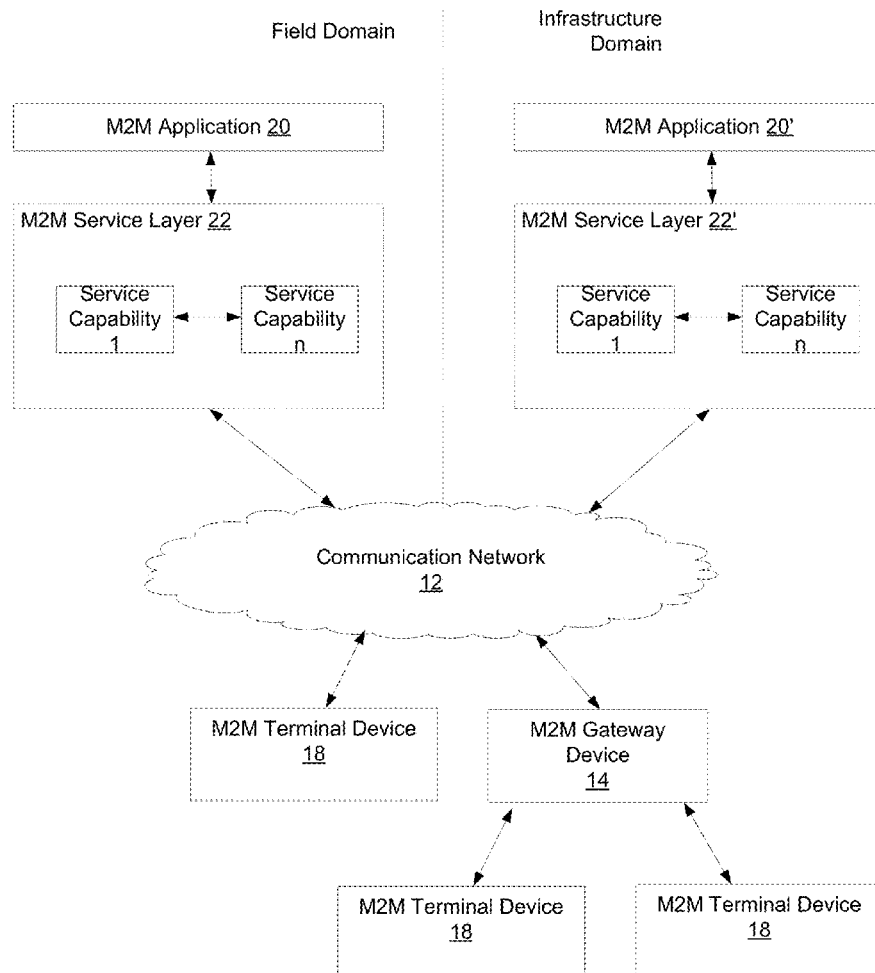 Field Domain
Infrastructure
Domain
M2M Application 20
M2M Application 20'
M2M Service Layer 22
M2M Service Layer 22'
Service
Capability
1
Service
Capability
n
Service
Capability
1
Service
Capability
n
Communication Network
12
M2M Terminal Device
18
M2M Gateway
Device
14
M2M Terminal Device
18
M2M Terminal Device
18